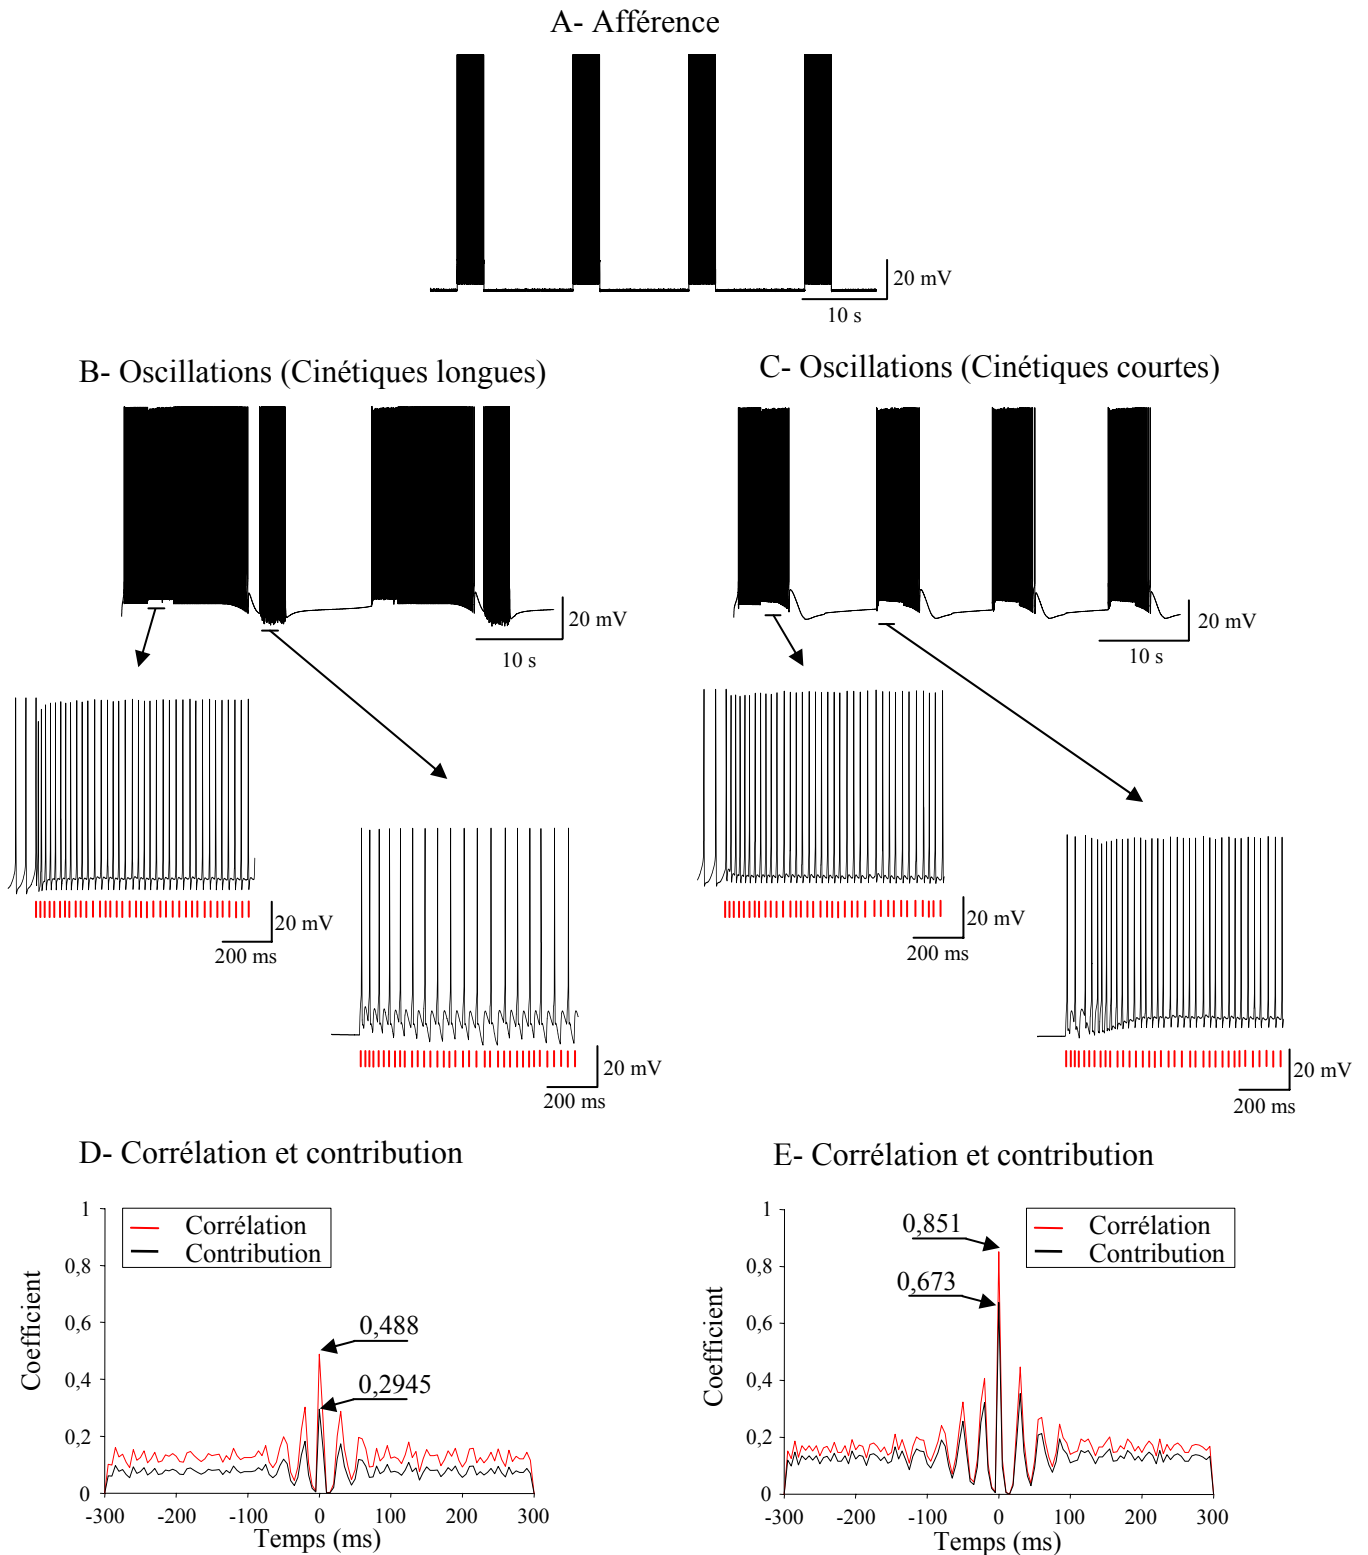 A- Afférence
20 mV
10 s
B- Oscillations (Cinétiques longues)
20 mV
10 s
200 ms
20 mV
20 mV
200 ms
C- Oscillations (Cinétiques courtes)
20 mV
10 s
20 mV
200 ms
20 mV
200 ms
D- Corrélation et contribution
Corrélation
Contribution
0,488
0,2945
Coefficient
1
0,8
0,6
0,4
0,2
0
-300 -200 -100 0 100 200 300
Temps (ms)
E- Corrélation et contribution
Corrélation
Contribution
0,851
0,673
Coefficient
1
0,8
0,6
0,4
0,2
0
-300 -200 -100 0 100 200 300
Temps (ms)